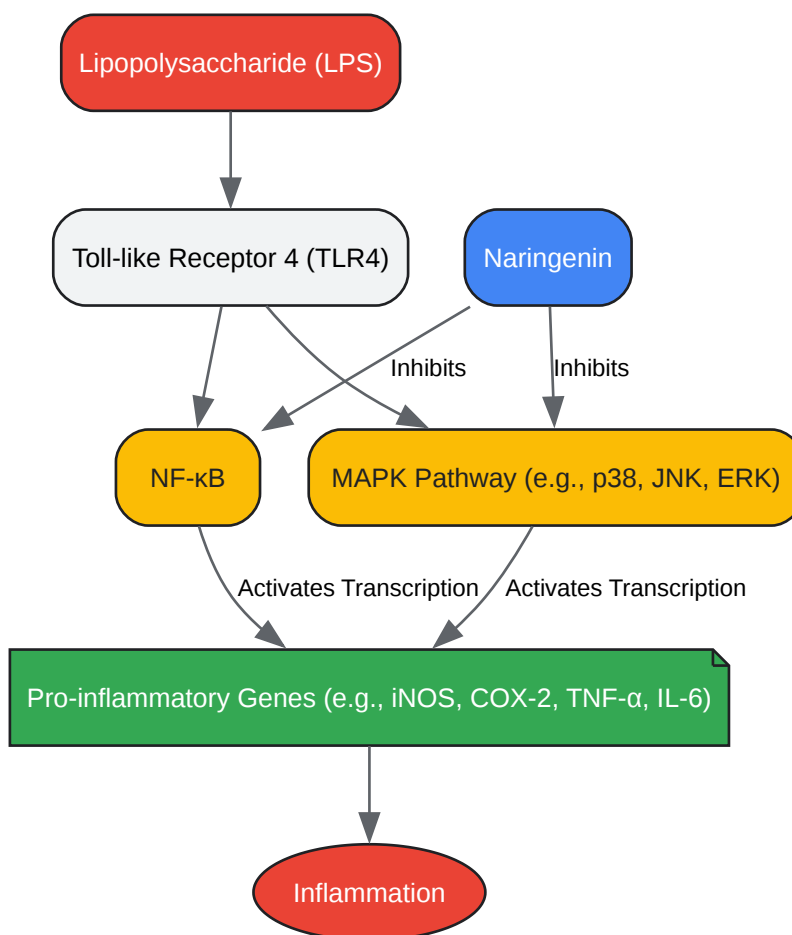 Lipopolysaccharide (LPS)
Toll-like Receptor 4 (TLR4)
Naringenin
Inhibits
Inhibits
NF-κB
MAPK Pathway (e.g., p38, JNK, ERK)
Activates Transcription
Activates Transcription
Pro-inflammatory Genes (e.g., iNOS, COX-2, TNF-α, IL-6)
Inflammation